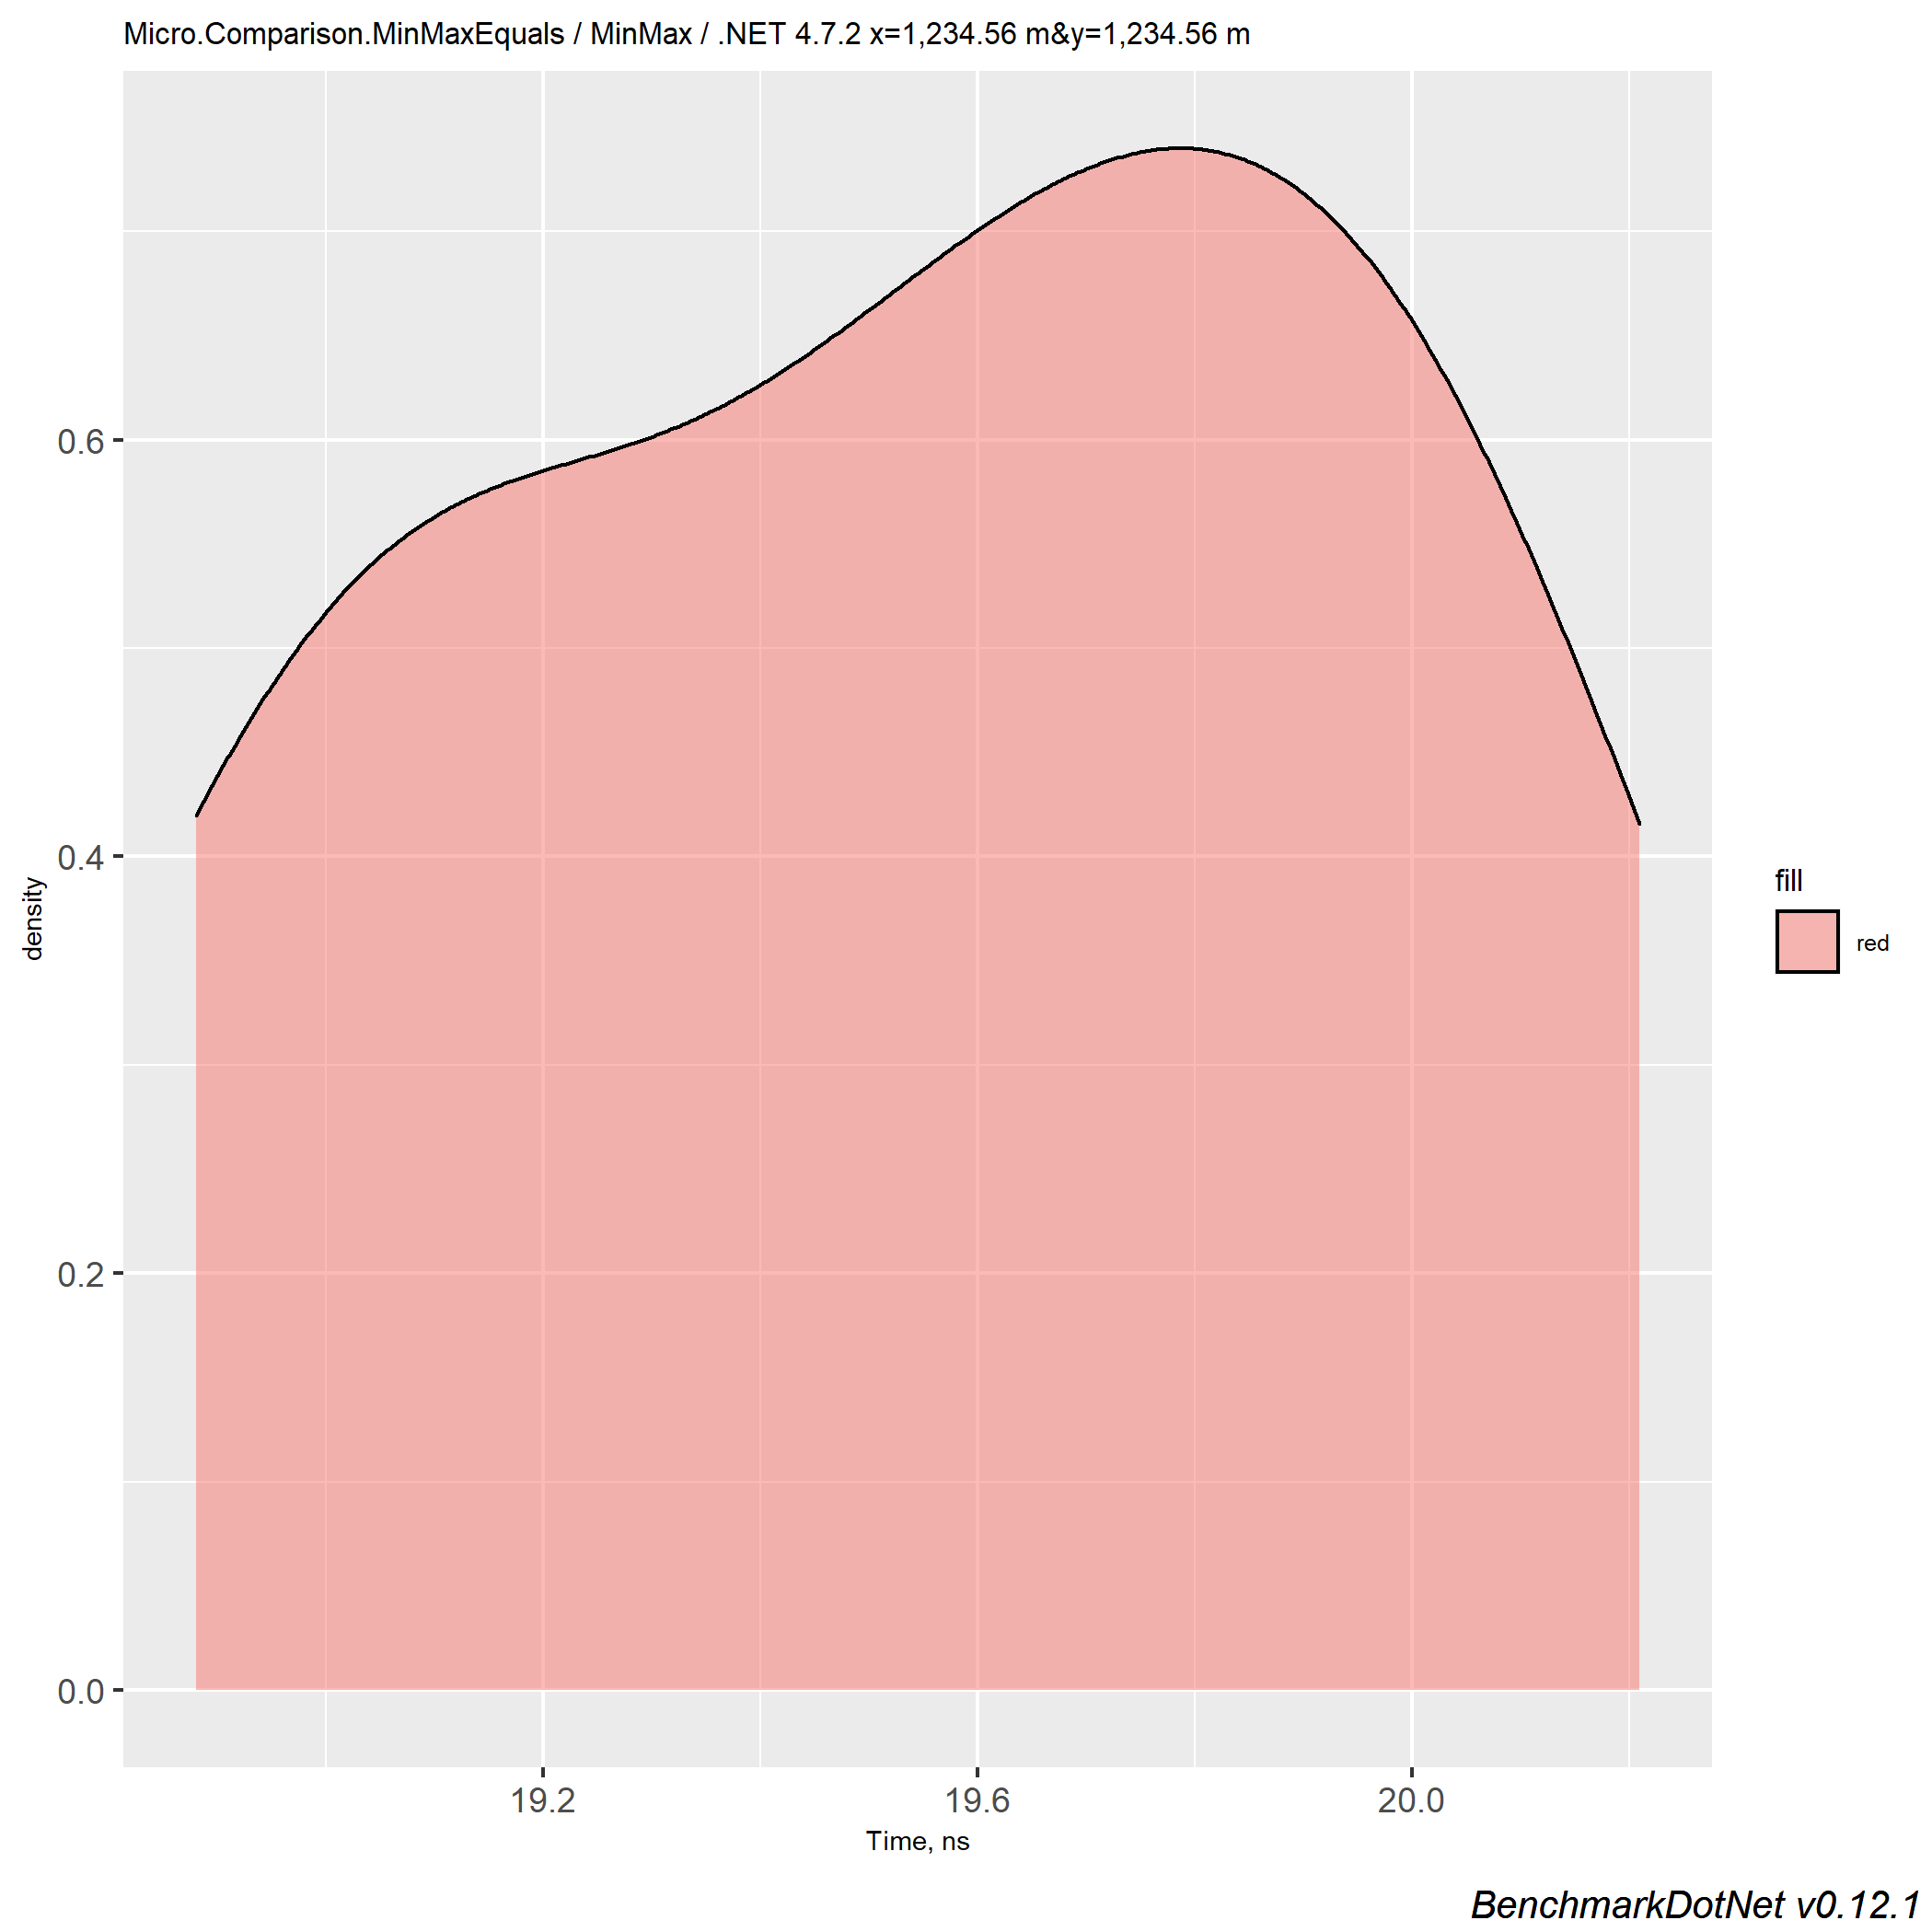 Micro.Comparison.MinMaxEquals / MinMax / .NET 4.7.2 x=1,234.56 m&y=1,234.56 m
0.6
0.4
0.2
0.0
density
19.2
19.6
20.0
Time, ns
fill
red
BenchmarkDotNet v0.12.1